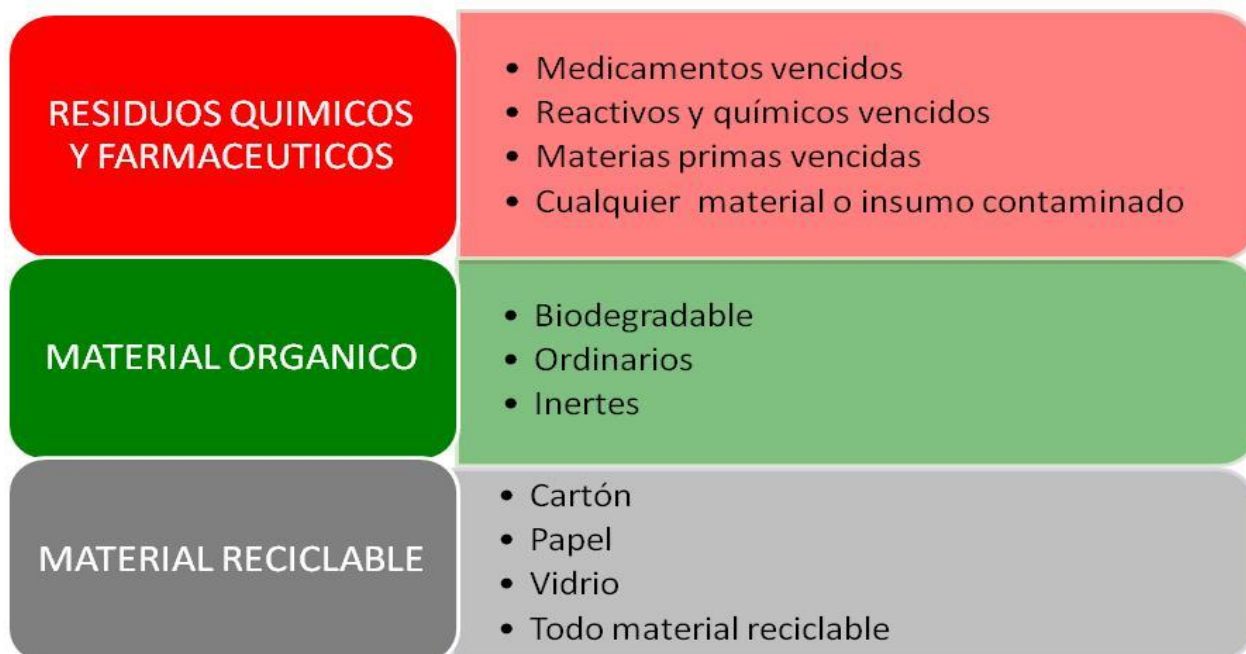 RESIDUOS QUIMICOS
Y FARMACEUTICOS
• Medicamentos vencidos
• Reactivos y químicos vencidos
• Materias primas vencidas
• Cualquier material o insumo contaminado
MATERIAL ORGANICO
• Biodegradable
• Ordinarios
• Inertes
MATERIAL RECICLABLE
• Cartón
• Papel
• Vidrio
• Todo material reciclable